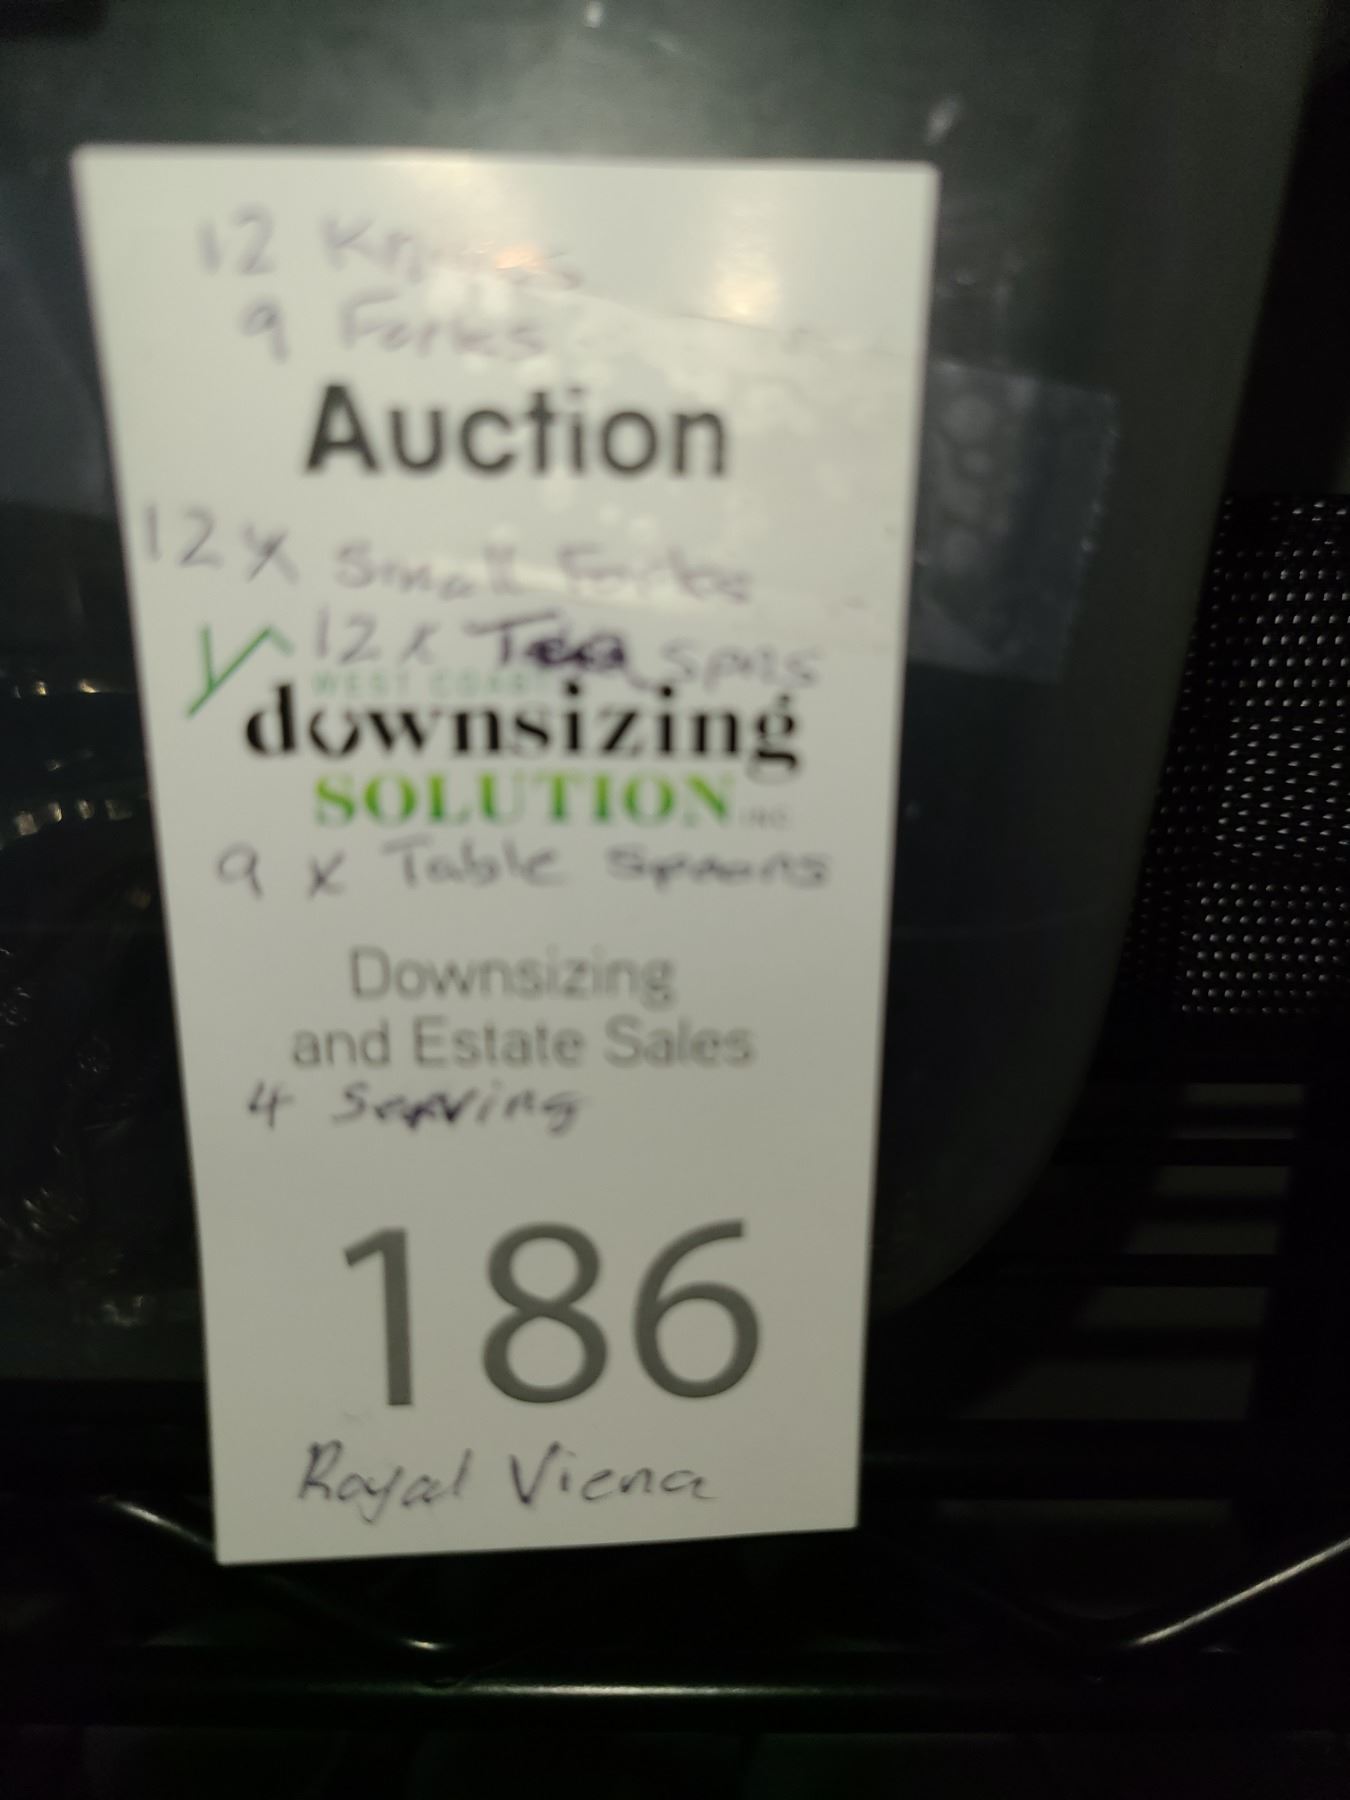 12 Knives
9 Forks
Auction
12 x Small Forks
12 x Tea spns
WEST COAST
downsizing
SOLUTION INC
9 x Table spoons
Downsizing
and Estate Sales
4 Serving
186
Royal Viena